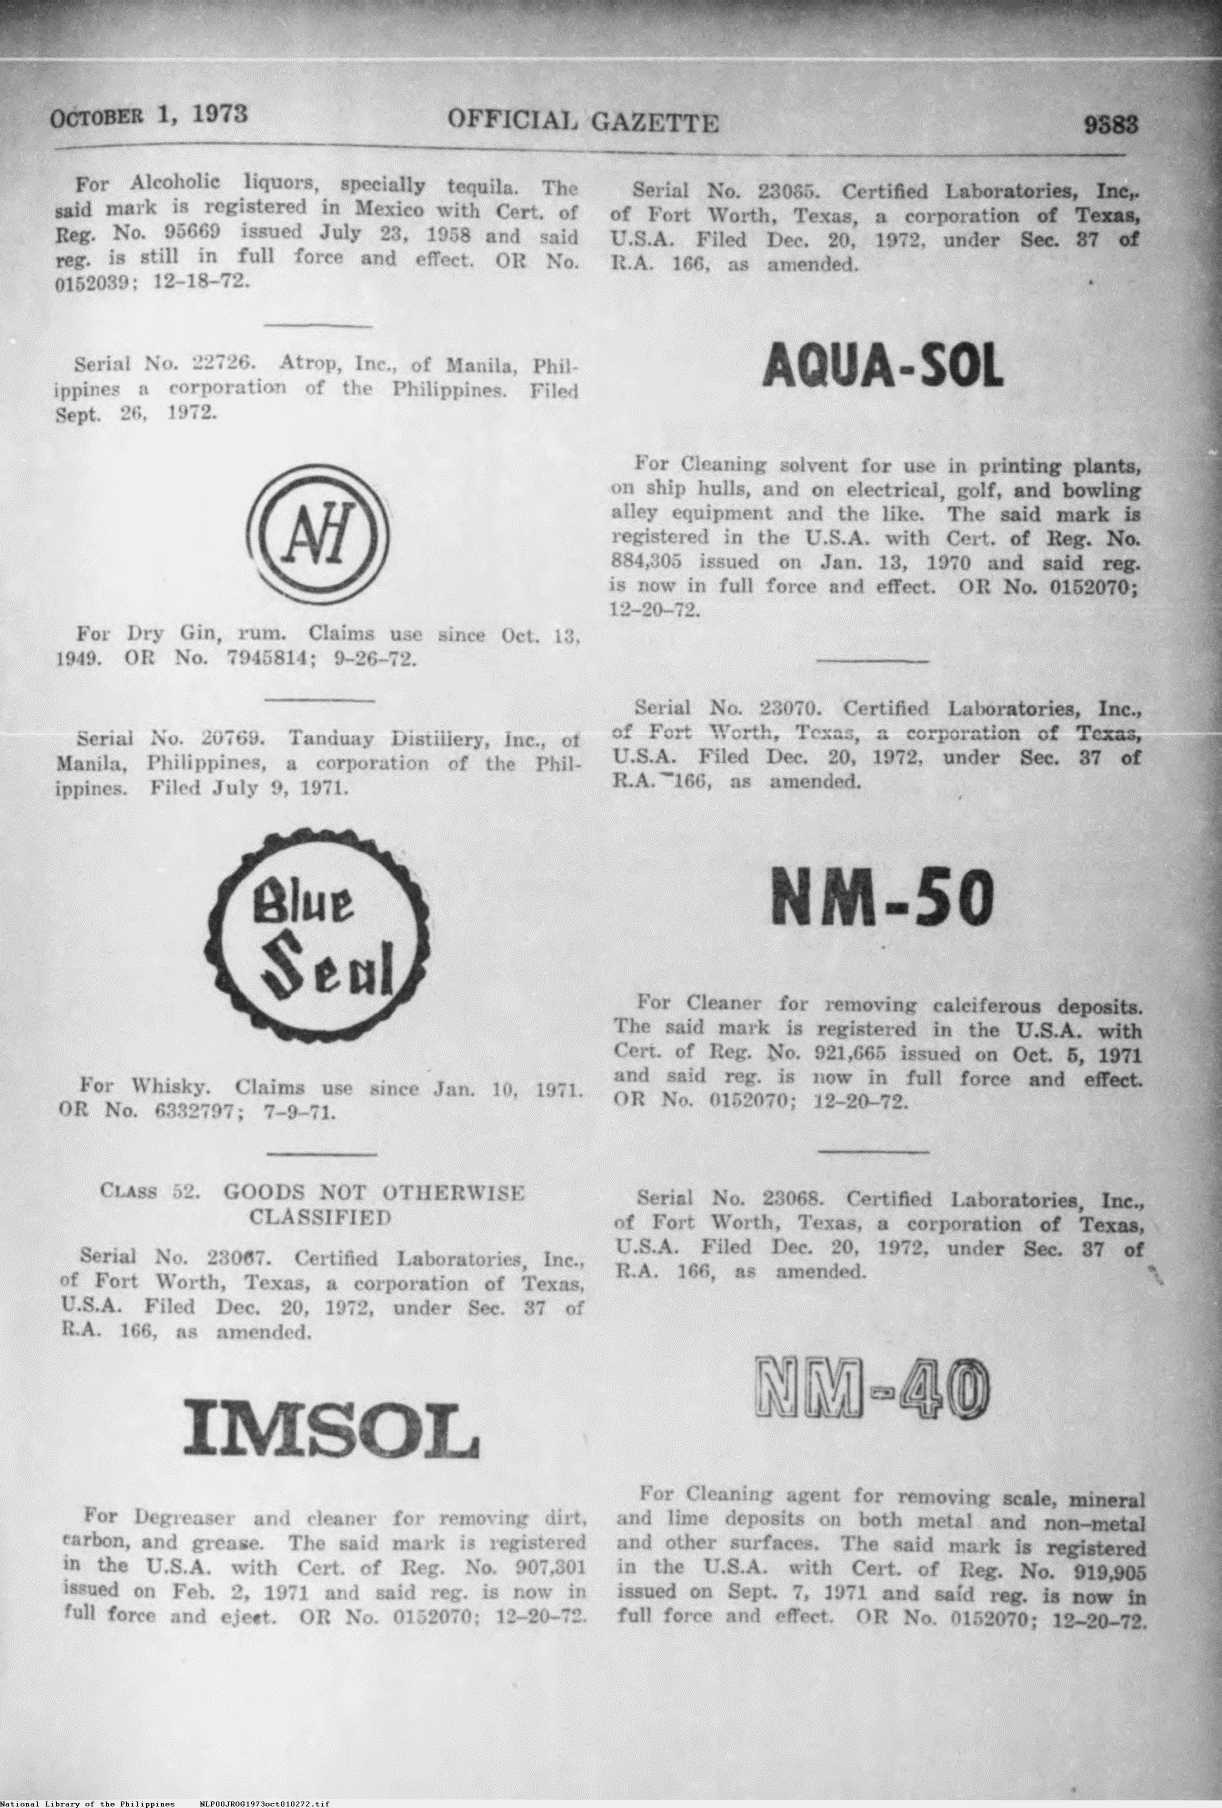 OCTOBER 1, 1973
OFFICIAL GAZETTE
9383
For Alcoholic liquors, specially tequila. The
said mark is registered in Mexico with Cert. of
Reg. No. 95669 issued July 23, 1958 and said
reg. is still in full force and effect. OR No.
0152039; 12-18-72.
Serial No. 22726. Atrop, Inc., of Manila, Phil-
ippines a corporation of the Philippines. Filed
Sept. 26, 1972.
AH
For Dry Gin, rum. Claims use since Oct. 13,
1949. OR No. 7945814; 9-26-72.
Serial No. 20769. Tanduay Distillery, Inc., of
Manila, Philippines, a corporation of the Phil-
ippines. Filed July 9, 1971.
Blue
Seal
For Whisky. Claims use since Jan. 10, 1971.
OR No. 6332797; 7-9-71.
CLASS 52. GOODS NOT OTHERWISE
CLASSIFIED
Serial No. 23067. Certified Laboratories, Inc.,
of Fort Worth, Texas, a corporation of Texas,
U.S.A. Filed Dec. 20, 1972, under Sec. 37 of
R.A. 166, as amended.
IMSOL
For Degreaser and cleaner for removing dirt,
carbon, and grease. The said mark is registered
in the U.S.A. with Cert. of Reg. No. 907,301
issued on Feb. 2, 1971 and said reg. is now in
full force and eject. OR No. 0152070; 12-20-72.
Serial No. 23065. Certified Laboratories, Inc,.
of Fort Worth, Texas, a corporation of Texas,
U.S.A. Filed Dec. 20, 1972, under Sec. 37 of
R.A. 166, as amended.
AQUA-SOL
For Cleaning solvent for use in printing plants,
on ship hulls, and on electrical, golf, and bowling
alley equipment and the like. The said mark is
registered in the U.S.A. with Cert. of Reg. No.
884,305 issued on Jan. 13, 1970 and said reg.
is now in full force and effect. OR No. 0152070;
12-20-72.
Serial No. 23070. Certified Laboratories, Inc.,
of Fort Worth, Texas, a corporation of Texas,
U.S.A. Filed Dec. 20, 1972, under Sec. 37 of
R.A. 166, as amended.
NM-50
For Cleaner for removing calciferous deposits.
The said mark is registered in the U.S.A. with
Cert. of Reg. No. 921,665 issued on Oct. 5, 1971
and said reg. is now in full force and effect.
OR No. 0152070; 12-20-72.
Serial No. 23068. Certified Laboratories, Inc.,
of Fort Worth, Texas, a corporation of Texas,
U.S.A. Filed Dec. 20, 1972, under Sec. 37 of
R.A. 166, as amended.
NM-40
For Cleaning agent for removing scale, mineral
and lime deposits on both metal and non-metal
and other surfaces. The said mark is registered
in the U.S.A. with Cert. of Reg. No. 919,905
issued on Sept. 7, 1971 and said reg. is now in
full force and effect. OR No. 0152070; 12-20-72.
National Library of the Philippines NLP00JROG1973oct010272.tif